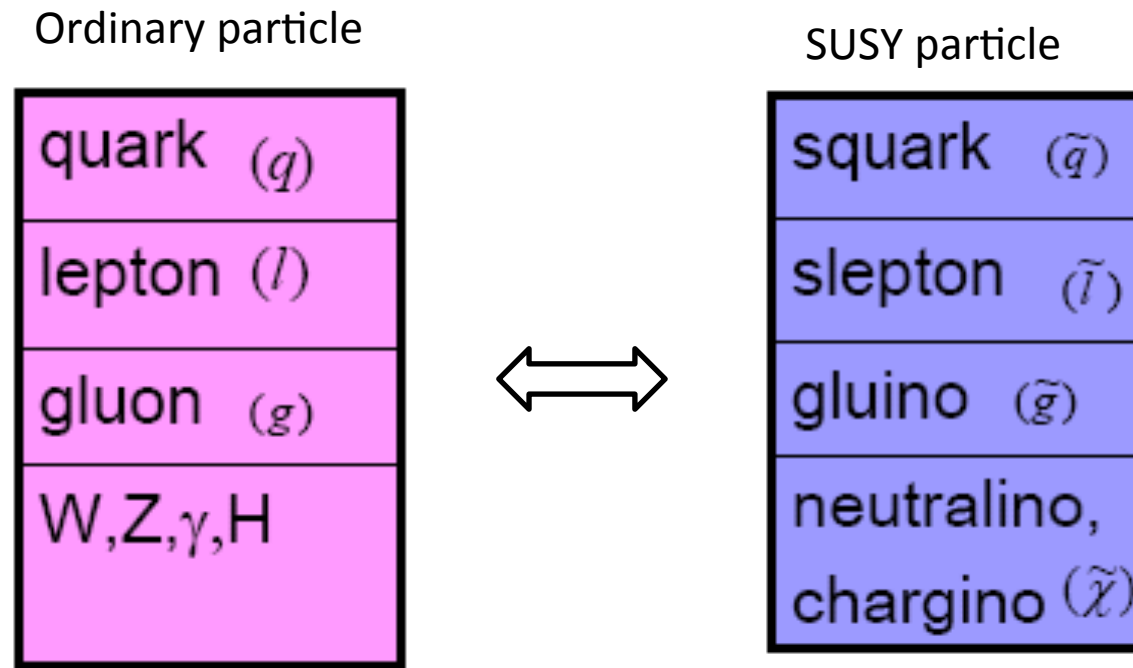 Ordinary particle
quark (q)
lepton (l)
gluon (g)
W,Z,γ,H
SUSY particle
squark (q̃)
slepton (l̃)
gluino (g̃)
neutralino,
chargino (χ̃)